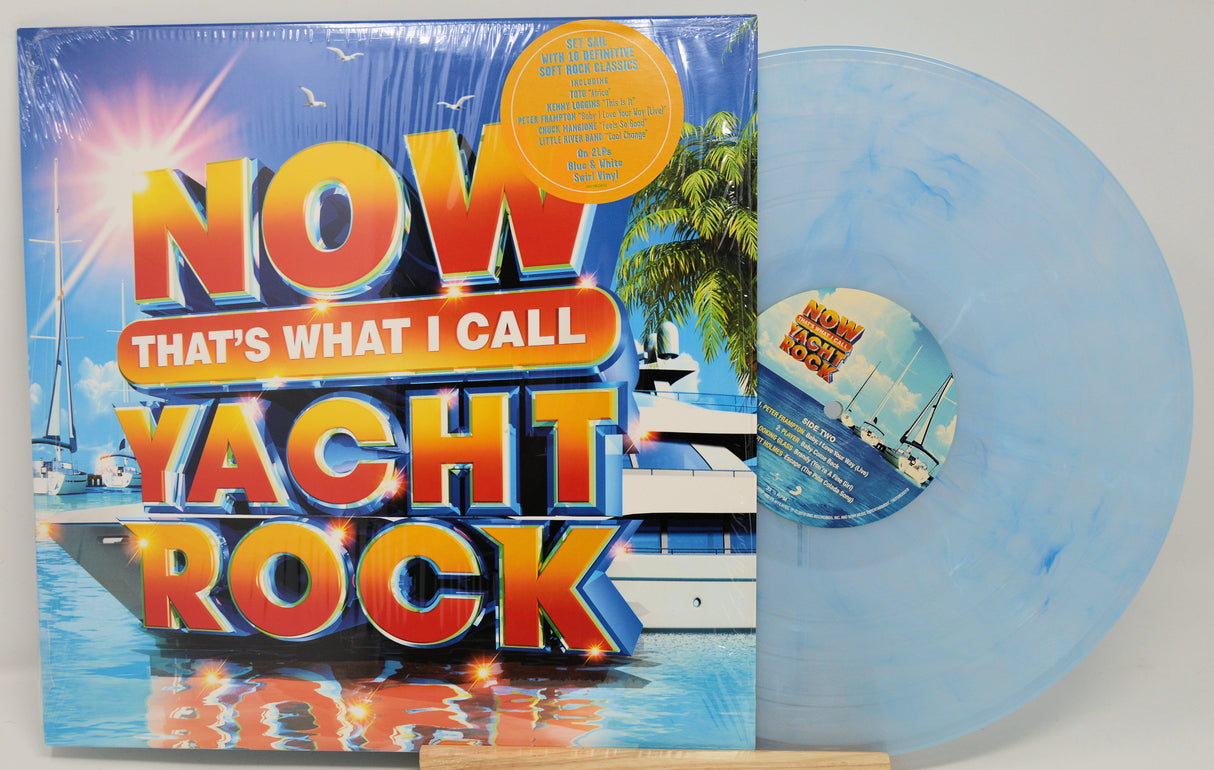 SET SAIL
WITH 18 DEFINITIVE
SOFT ROCK CLASSICS
INCLUDING
TOTO "Africa"
KENNY LOGGINS "This Is It"
PETER FRAMPTON "Baby I Love Your Way (Live)"
CHUCK MANGIONE "Feels So Good"
LITTLE RIVER BAND "Cool Change"
On 2LPs
Blue & White
Swirl Vinyl
NOW
THAT'S WHAT I CALL
YACHT
ROCK
NOW
THAT'S WHAT I CALL
YACHT
ROCK
SIDE TWO
1. PETER FRAMPTON Baby, I Love Your Way (Live)
2. PLAYER Baby Come Back
LOOKING GLASS Brandy (You're A Fine Girl)
HOLMES Escape (The Piña Colada Song)
33 ⅓ RPM